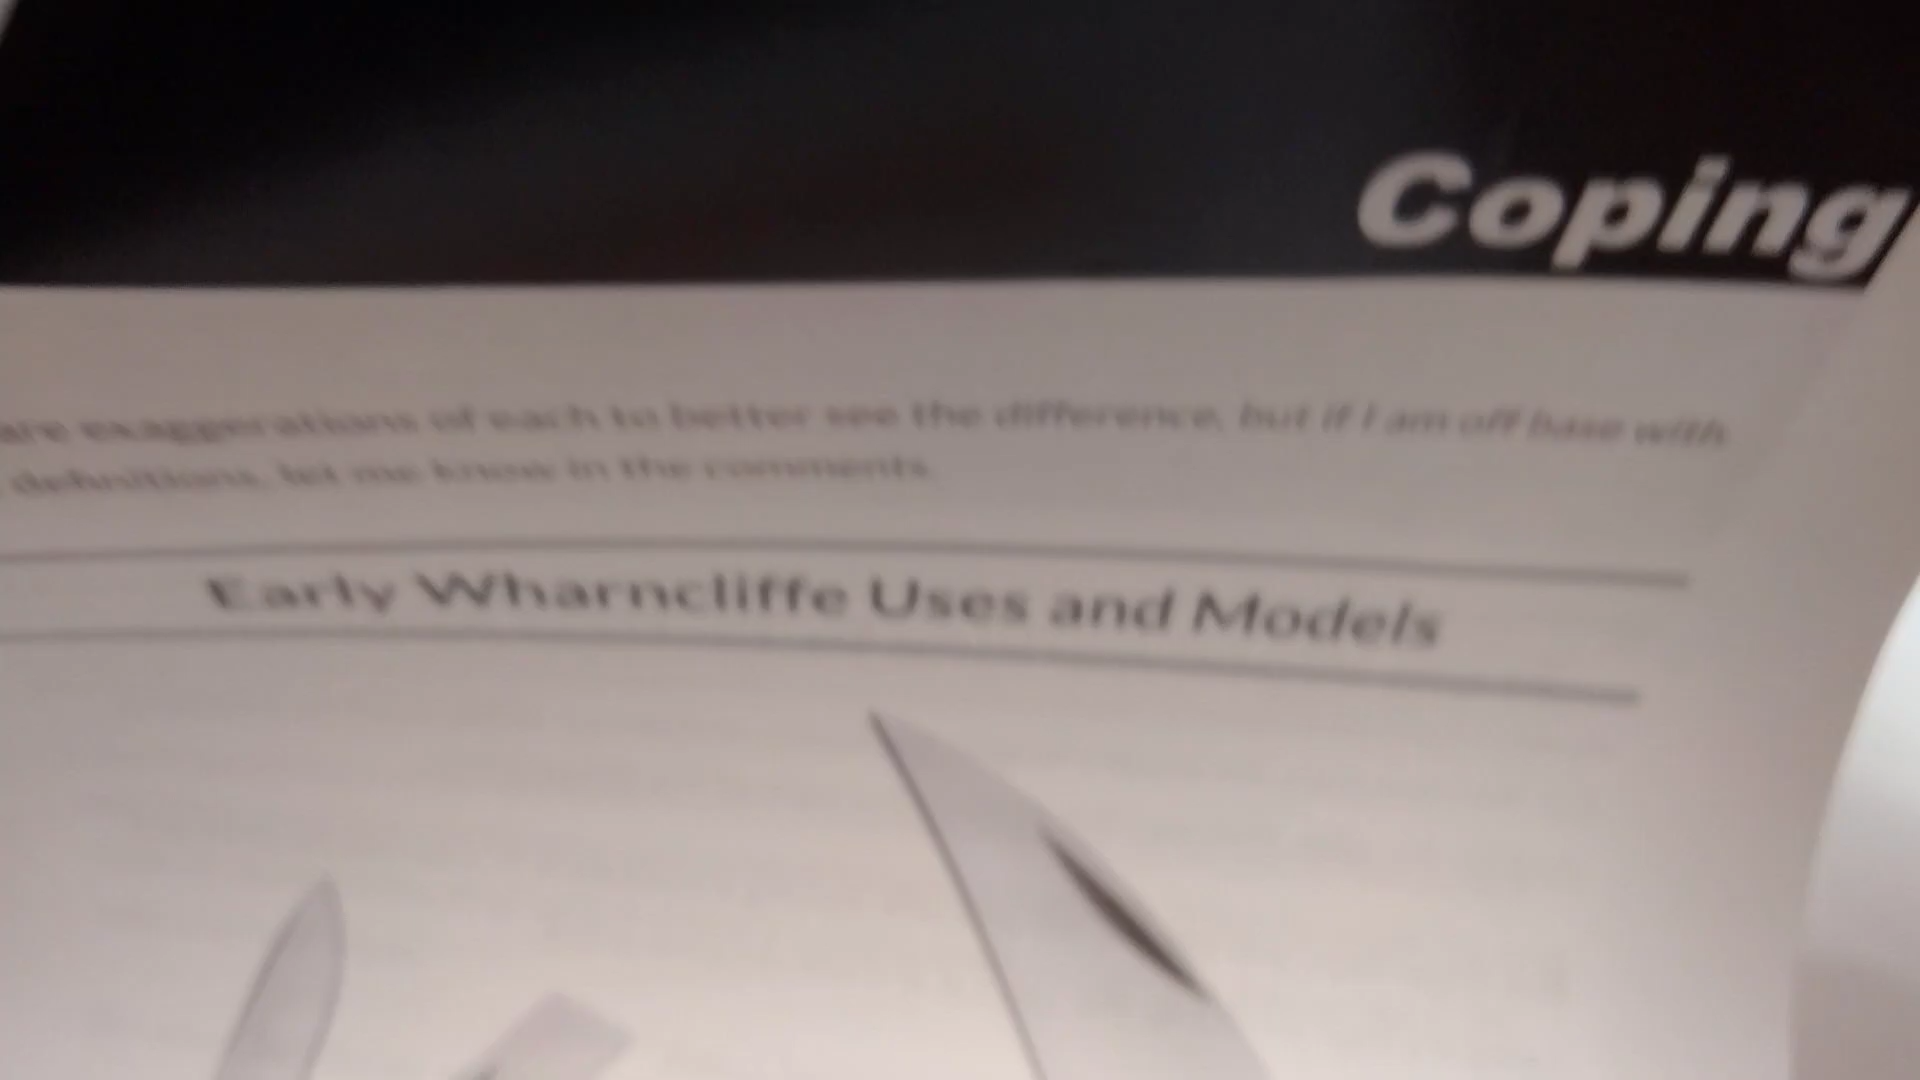 Coping
are exaggerations of each to better see the difference, but if I am off base with
definitions, let me know in the comments.
Early Wharncliffe Uses and Models